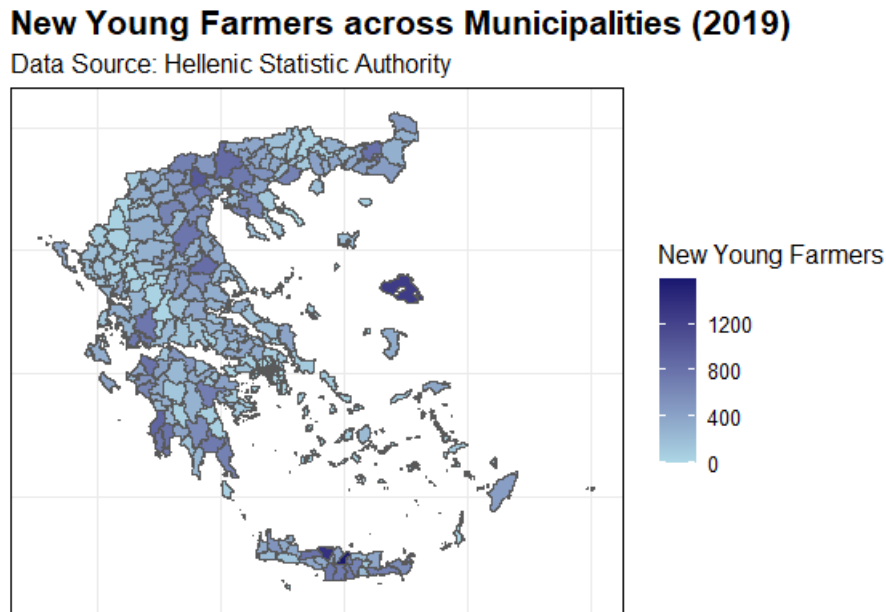 New Young Farmers across Municipalities (2019)
Data Source: Hellenic Statistic Authority
New Young Farmers
1200
800
400
0